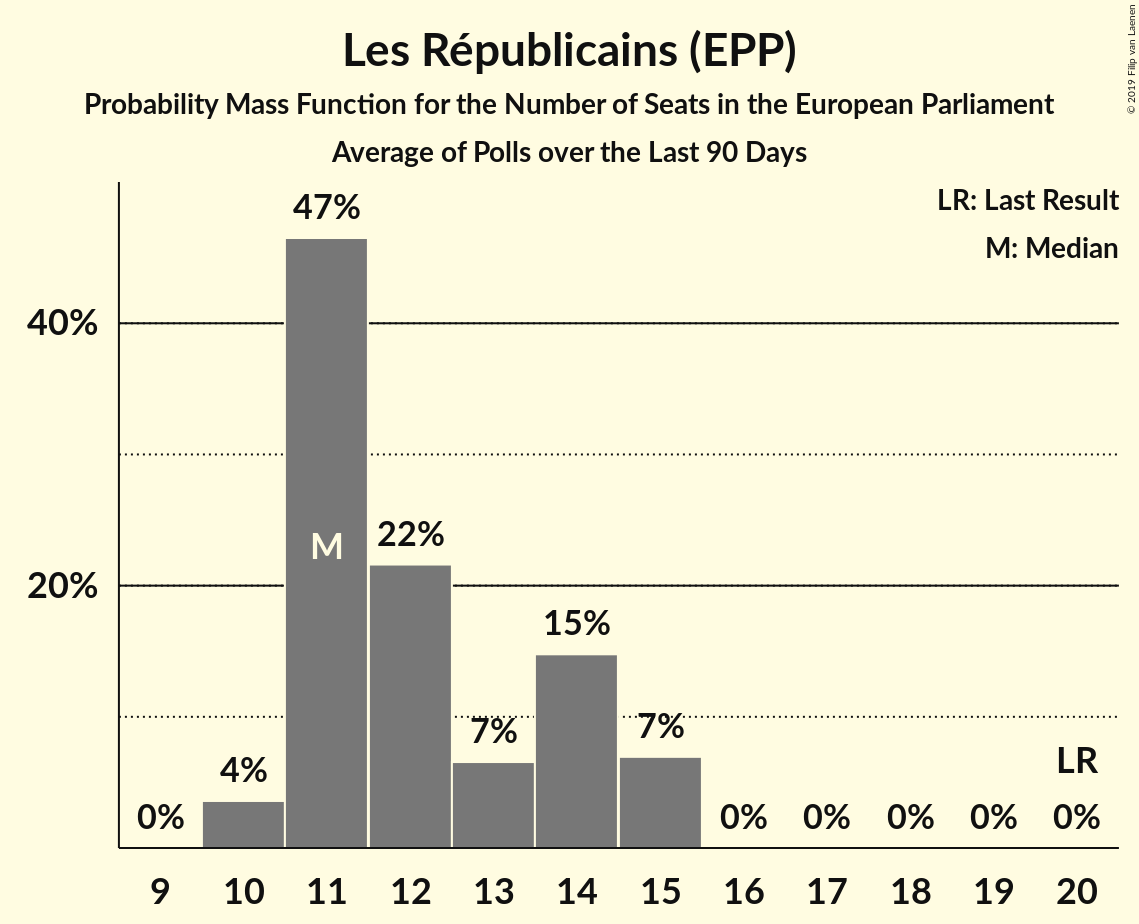 Les Républicains (EPP)
Probability Mass Function for the Number of Seats in the European Parliament
Average of Polls over the Last 90 Days
© 2019 Filip van Laenen
LR: Last Result
M: Median
47%
40%
M
22%
20%
15%
7%
7%
4%
LR
0%
0%
0%
0%
0%
0%
9 10 11 12 13 14 15 16 17 18 19 20